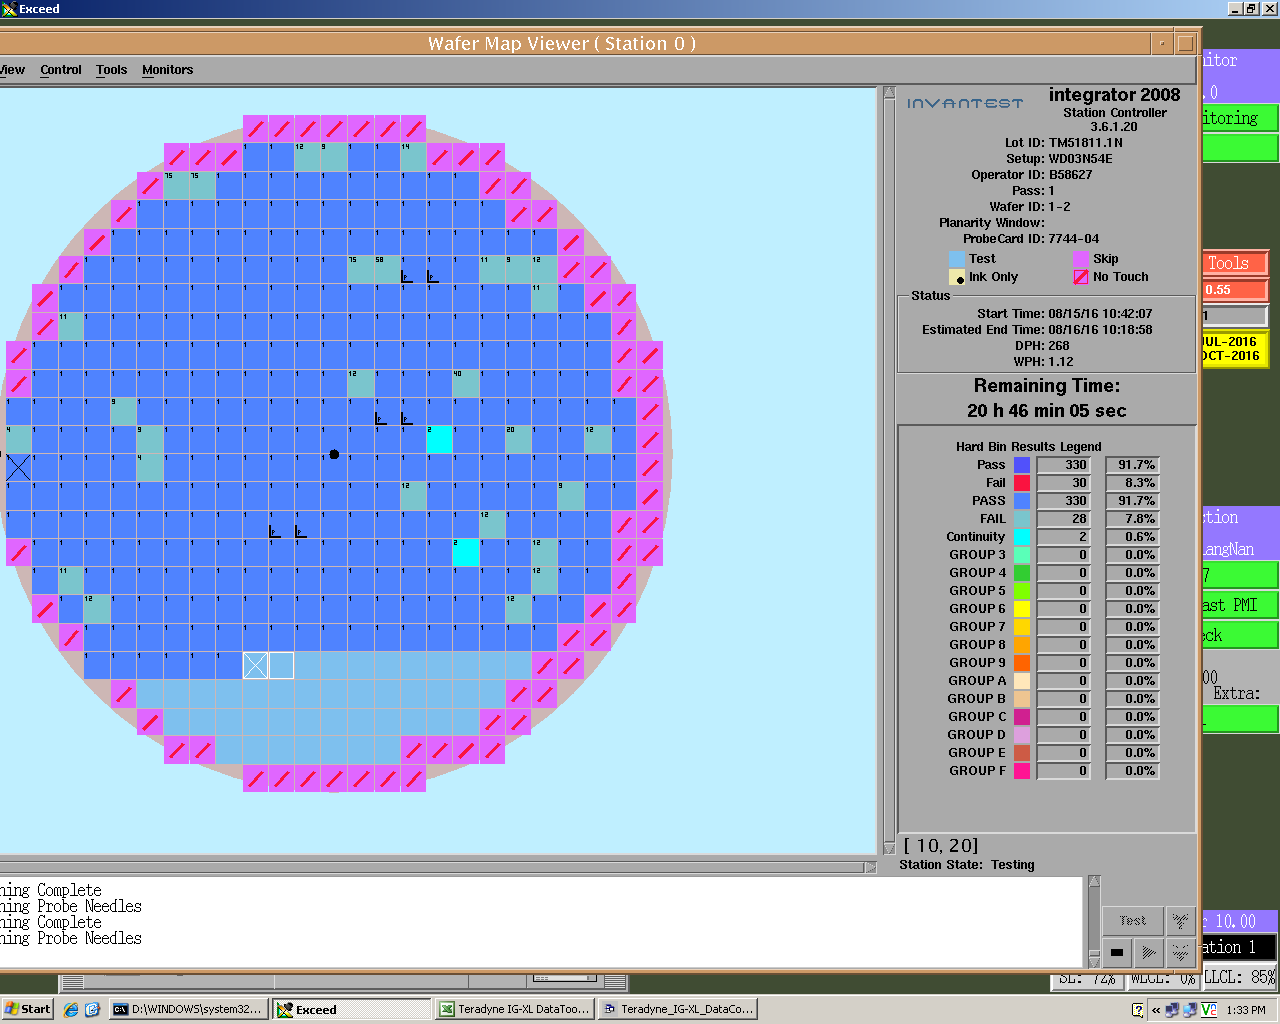 Exceed
Wafer Map Viewer ( Station 0 )
View Control Tools Monitors
INVANTEST
integrator 2008
Station Controller
3.6.1.20
Lot ID: TM51811.1N
Setup: WD03N54E
Operator ID: B58627
Pass: 1
Wafer ID: 1-2
Planarity Window:
ProbeCard ID: 7744-04
Test Skip
Ink Only No Touch
Status
Start Time: 08/15/16 10:42:07
Estimated End Time: 08/16/16 10:18:58
DPH: 268
WPH: 1.12
Remaining Time:
20 h 46 min 05 sec
Hard Bin Results Legend
Pass 330 91.7%
Fail 30 8.3%
PASS 330 91.7%
FAIL 28 7.8%
Continuity 2 0.6%
GROUP 3 0 0.0%
GROUP 4 0 0.0%
GROUP 5 0 0.0%
GROUP 6 0 0.0%
GROUP 7 0 0.0%
GROUP 8 0 0.0%
GROUP 9 0 0.0%
GROUP A 0 0.0%
GROUP B 0 0.0%
GROUP C 0 0.0%
GROUP D 0 0.0%
GROUP E 0 0.0%
GROUP F 0 0.0%
[ 10, 20]
Station State: Testing
ning Complete
ning Probe Needles
ning Complete
ning Probe Needles
Test
nitor
.0
itoring
Tools
0.55
1
JUL-2016
OCT-2016
ction
iangNan
7
ast PMI
eck
00
Extra:
r 10.00
ation 1
SL: 72% WLCL: 0% LLCL: 85%
Start
D:\WINDOWS\system32...
Exceed
Teradyne IG-XL DataToo...
Teradyne_IG-XL_DataCo...
1:33 PM